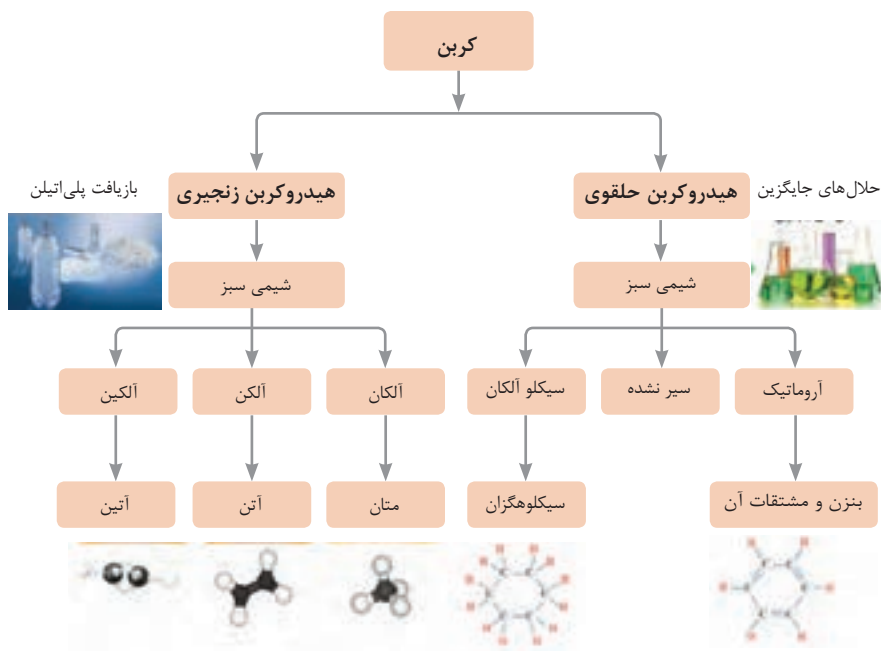 کربن
هیدروکربن حلقوی
هیدروکربن زنجیری
حلال‌های جایگزین
بازیافت پلی‌اتیلن
شیمی سبز
شیمی سبز
آروماتیک
سیر نشده
سیکلو آلکان
آلکان
آلکن
آلکین
بنزن و مشتقات آن
سیکلوهگزان
متان
آتن
آتین